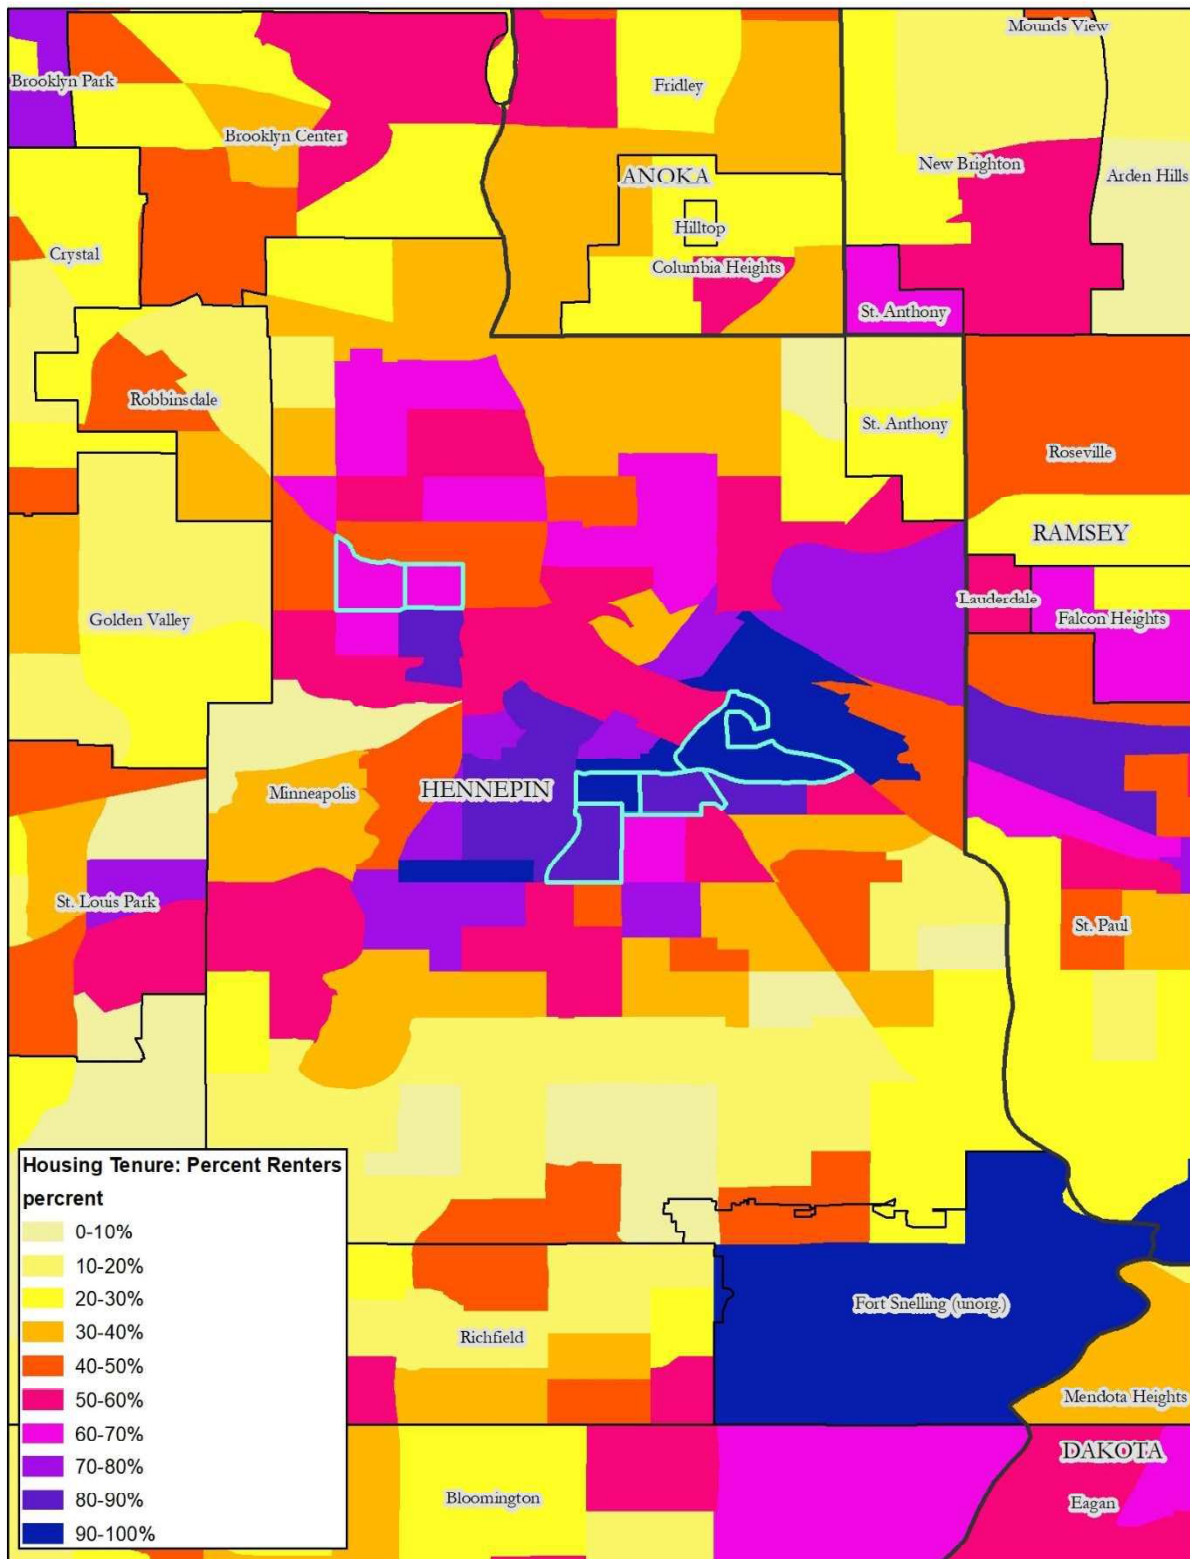 Mounds View
Brooklyn Park
Fridley
Brooklyn Center
New Brighton
ANOKA
Arden Hills
Hilltop
Crystal
Columbia Heights
St. Anthony
Robbinsdale
St. Anthony
Roseville
RAMSEY
Lauderdale
Golden Valley
Falcon Heights
Minneapolis
HENNEPIN
St. Louis Park
St. Paul
Housing Tenure: Percent Renters
percrent
0-10%
10-20%
20-30%
30-40%
40-50%
50-60%
60-70%
70-80%
80-90%
90-100%
Fort Snelling (unorg.)
Richfield
Mendota Heights
DAKOTA
Bloomington
Eagan